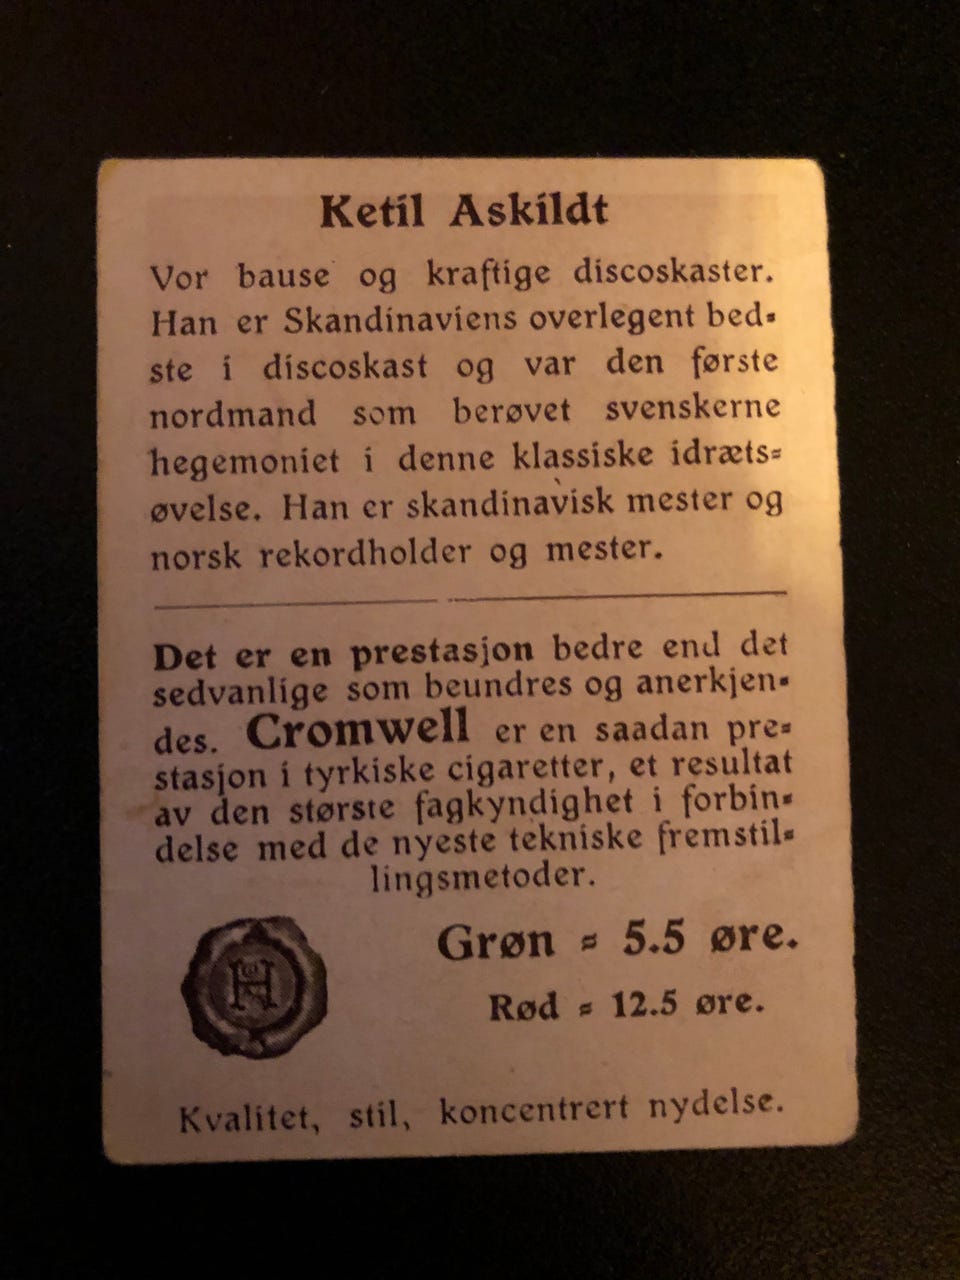 Ketil Askildt
Vor bause og kraftige discoskaster.
Han er Skandinaviens overlegent bed-
ste i discoskast og var den første
nordmand som berøvet svenskerne
hegemoniet i denne klassiske idræts-
øvelse. Han er skandinavisk mester og
norsk rekordholder og mester.
Det er en prestasjon bedre end det
sedvanlige som beundres og anerkjen-
des. Cromwell er en saadan pre-
stasjon i tyrkiske cigaretter, et resultat
av den største fagkyndighet i forbin-
delse med de nyeste tekniske fremstil-
lingsmetoder.
Grøn - 5.5 øre.
Rød - 12.5 øre.
H
Kvalitet, stil, koncentrert nydelse.